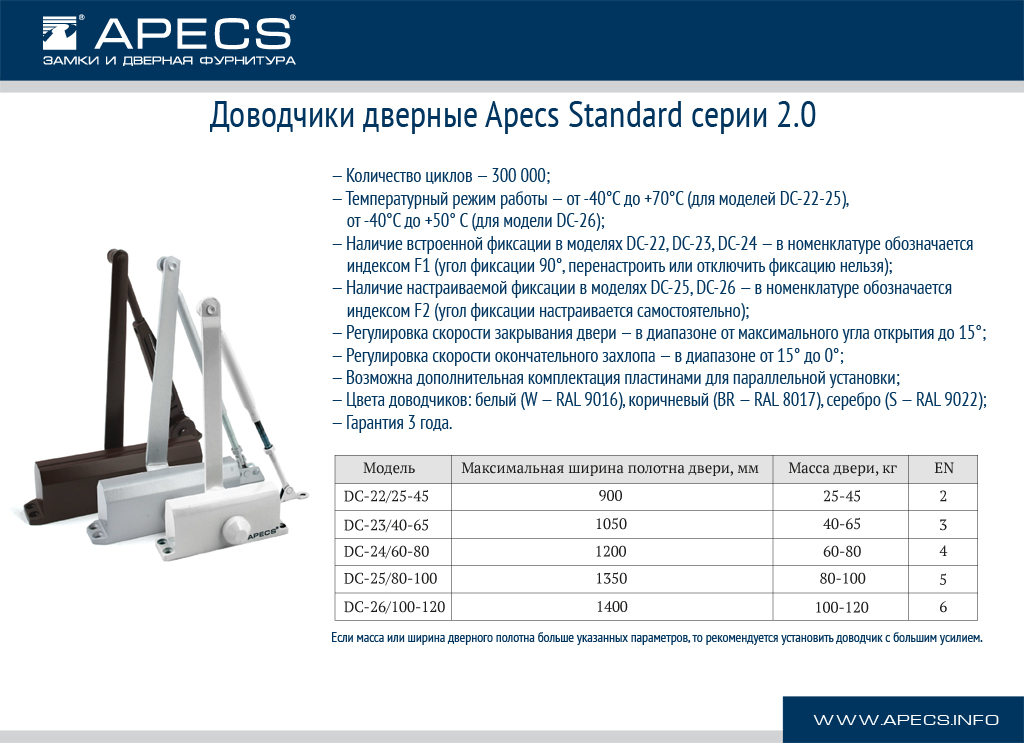 APECS®
ЗАМКИ И ДВЕРНАЯ ФУРНИТУРА
Доводчики дверные Apecs Standard серии 2.0
– Количество циклов – 300 000;
– Температурный режим работы – от -40°С до +70°С (для моделей DC-22-25),
от -40°С до +50° С (для модели DC-26);
– Наличие встроенной фиксации в моделях DC-22, DC-23, DC-24 – в номенклатуре обозначается
индексом F1 (угол фиксации 90°, перенастроить или отключить фиксацию нельзя);
– Наличие настраиваемой фиксации в моделях DC-25, DC-26 – в номенклатуре обозначается
индексом F2 (угол фиксации настраивается самостоятельно);
– Регулировка скорости закрывания двери – в диапазоне от максимального угла открытия до 15°;
– Регулировка скорости окончательного захлопа – в диапазоне от 15° до 0°;
– Возможна дополнительная комплектация пластинами для параллельной установки;
– Цвета доводчиков: белый (W – RAL 9016), коричневый (BR – RAL 8017), серебро (S – RAL 9022);
– Гарантия 3 года.
APECS®
Модель Максимальная ширина полотна двери, мм Масса двери, кг EN
DC-22/25-45 900 25-45 2
DC-23/40-65 1050 40-65 3
DC-24/60-80 1200 60-80 4
DC-25/80-100 1350 80-100 5
DC-26/100-120 1400 100-120 6
Если масса или ширина дверного полотна больше указанных параметров, то рекомендуется установить доводчик с большим усилием.
WWW.APECS.INFO